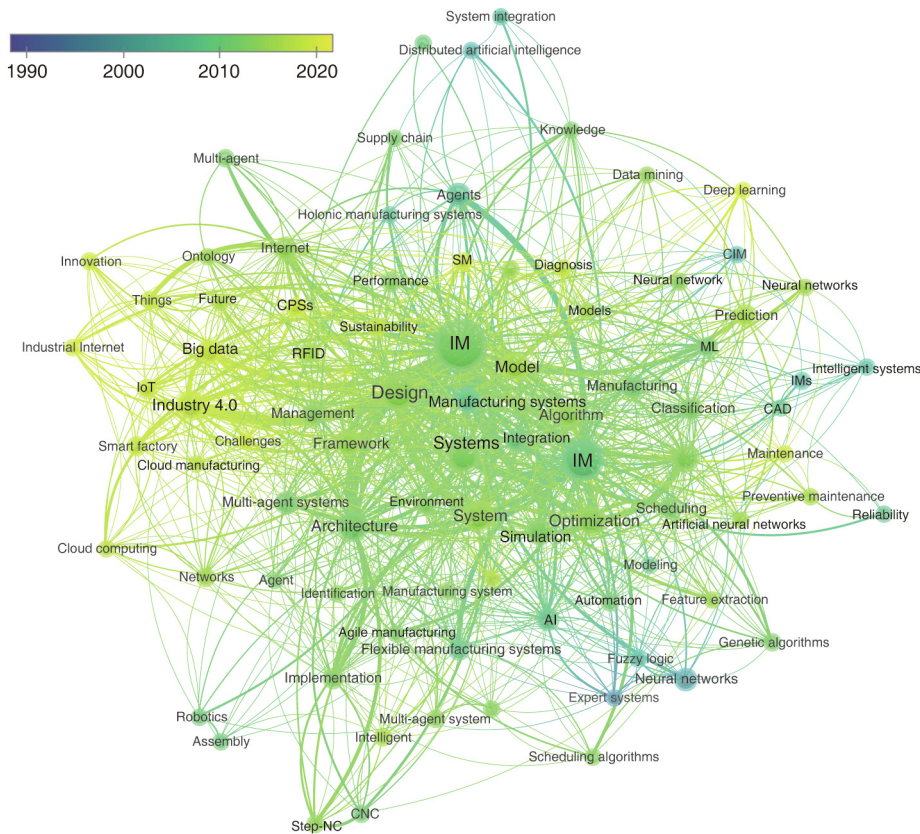 System integration
Distributed artificial intelligence
1990 2000 2010 2020
Supply chain
Knowledge
Multi-agent
Data mining
Deep learning
Agents
Holonic manufacturing systems
Internet
Ontology
CIM
Innovation
SM
Diagnosis
Performance
Neural network
Neural networks
Things
Future
CPSs
Models
Prediction
Sustainability
IM
Industrial Internet
Big data
RFID
ML
Model
Intelligent systems
IoT
Design
Manufacturing
IMs
Industry 4.0
Manufacturing systems
Management
Algorithm
Classification
CAD
Challenges
Framework
Systems
Integration
Smart factory
Cloud manufacturing
IM
Maintenance
Multi-agent systems
Environment
Preventive maintenance
Scheduling
Reliability
Architecture
System
Optimization
Artificial neural networks
Simulation
Cloud computing
Modeling
Networks
Agent
Identification
Manufacturing system
Automation
Feature extraction
AI
Agile manufacturing
Genetic algorithms
Flexible manufacturing systems
Fuzzy logic
Implementation
Neural networks
Expert systems
Robotics
Multi-agent system
Assembly
Intelligent
Scheduling algorithms
CNC
Step-NC